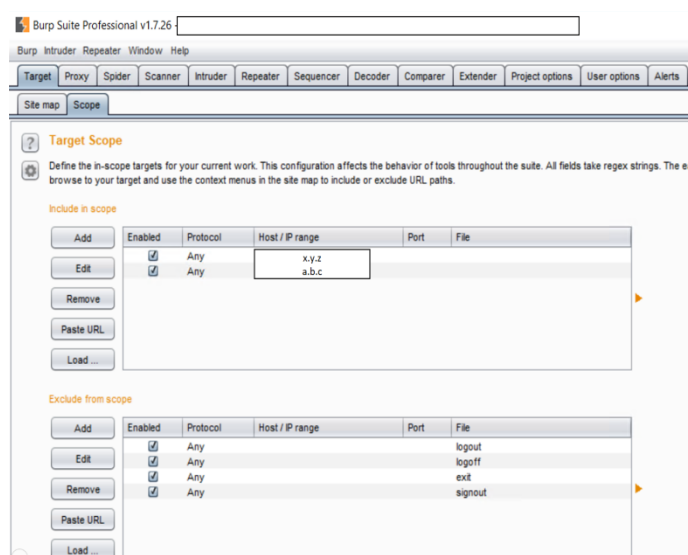 Burp Suite Professional v1.7.26 -
Burp Intruder Repeater Window Help
Target Proxy Spider Scanner Intruder Repeater Sequencer Decoder Comparer Extender Project options User options Alerts
Site map Scope
? Target Scope
Define the in-scope targets for your current work. This configuration affects the behavior of tools throughout the suite. All fields take regex strings. The
browse to your target and use the context menus in the site map to include or exclude URL paths.
Include in scope
Add Enabled Protocol Host / IP range Port File
Any x.y.z
Edit Any a.b.c
Remove
Paste URL
Load ...
Exclude from scope
Add Enabled Protocol Host / IP range Port File
Any logout
Edit Any logoff
Any exit
Remove Any signout
Paste URL
Load ...